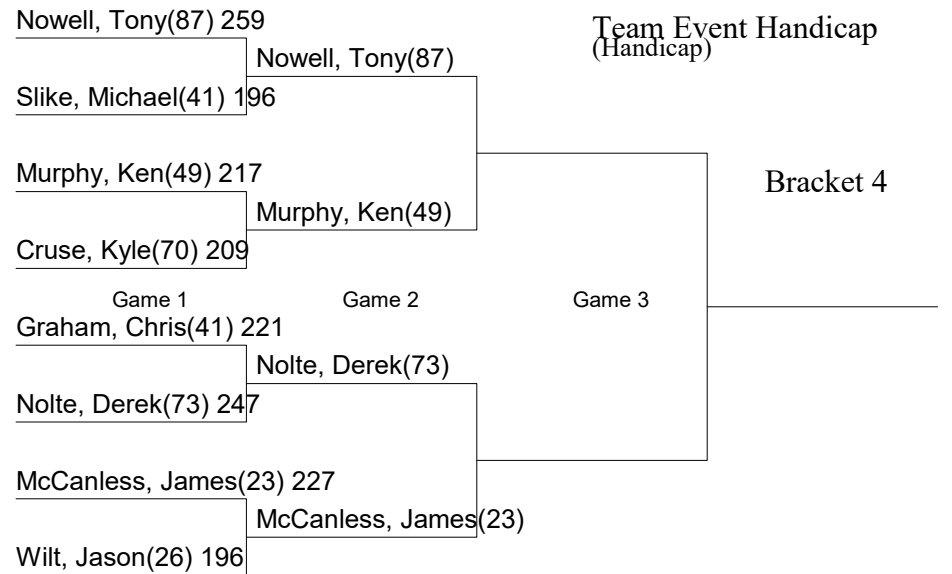 Nowell, Tony(87) 259
Team Event Handicap
(Handicap)
Nowell, Tony(87)
Slike, Michael(41) 196
Murphy, Ken(49) 217
Bracket 4
Murphy, Ken(49)
Cruse, Kyle(70) 209
Game 1
Game 2
Game 3
Graham, Chris(41) 221
Nolte, Derek(73)
Nolte, Derek(73) 247
McCanless, James(23) 227
McCanless, James(23)
Wilt, Jason(26) 196